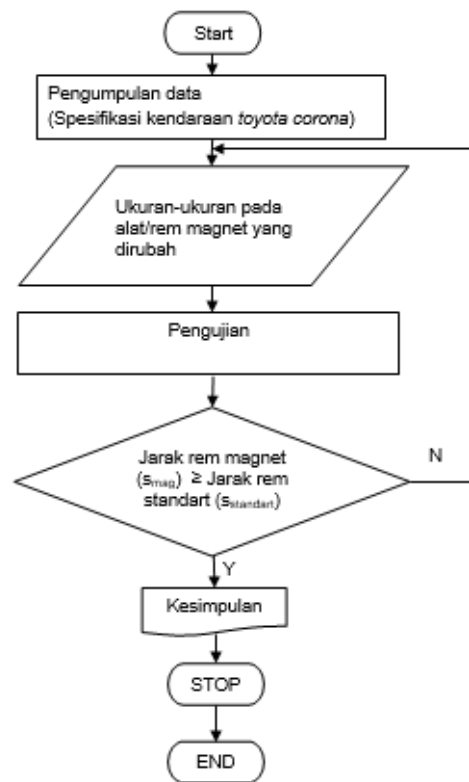 Start
Pengumpulan data
(Spesifikasi kendaraan toyota corona)
Ukuran-ukuran pada
alat/rem magnet yang
dirubah
Pengujian
Jarak rem magnet
(smag) ≥ Jarak rem
standart (sstandart)
N
Y
Kesimpulan
STOP
END